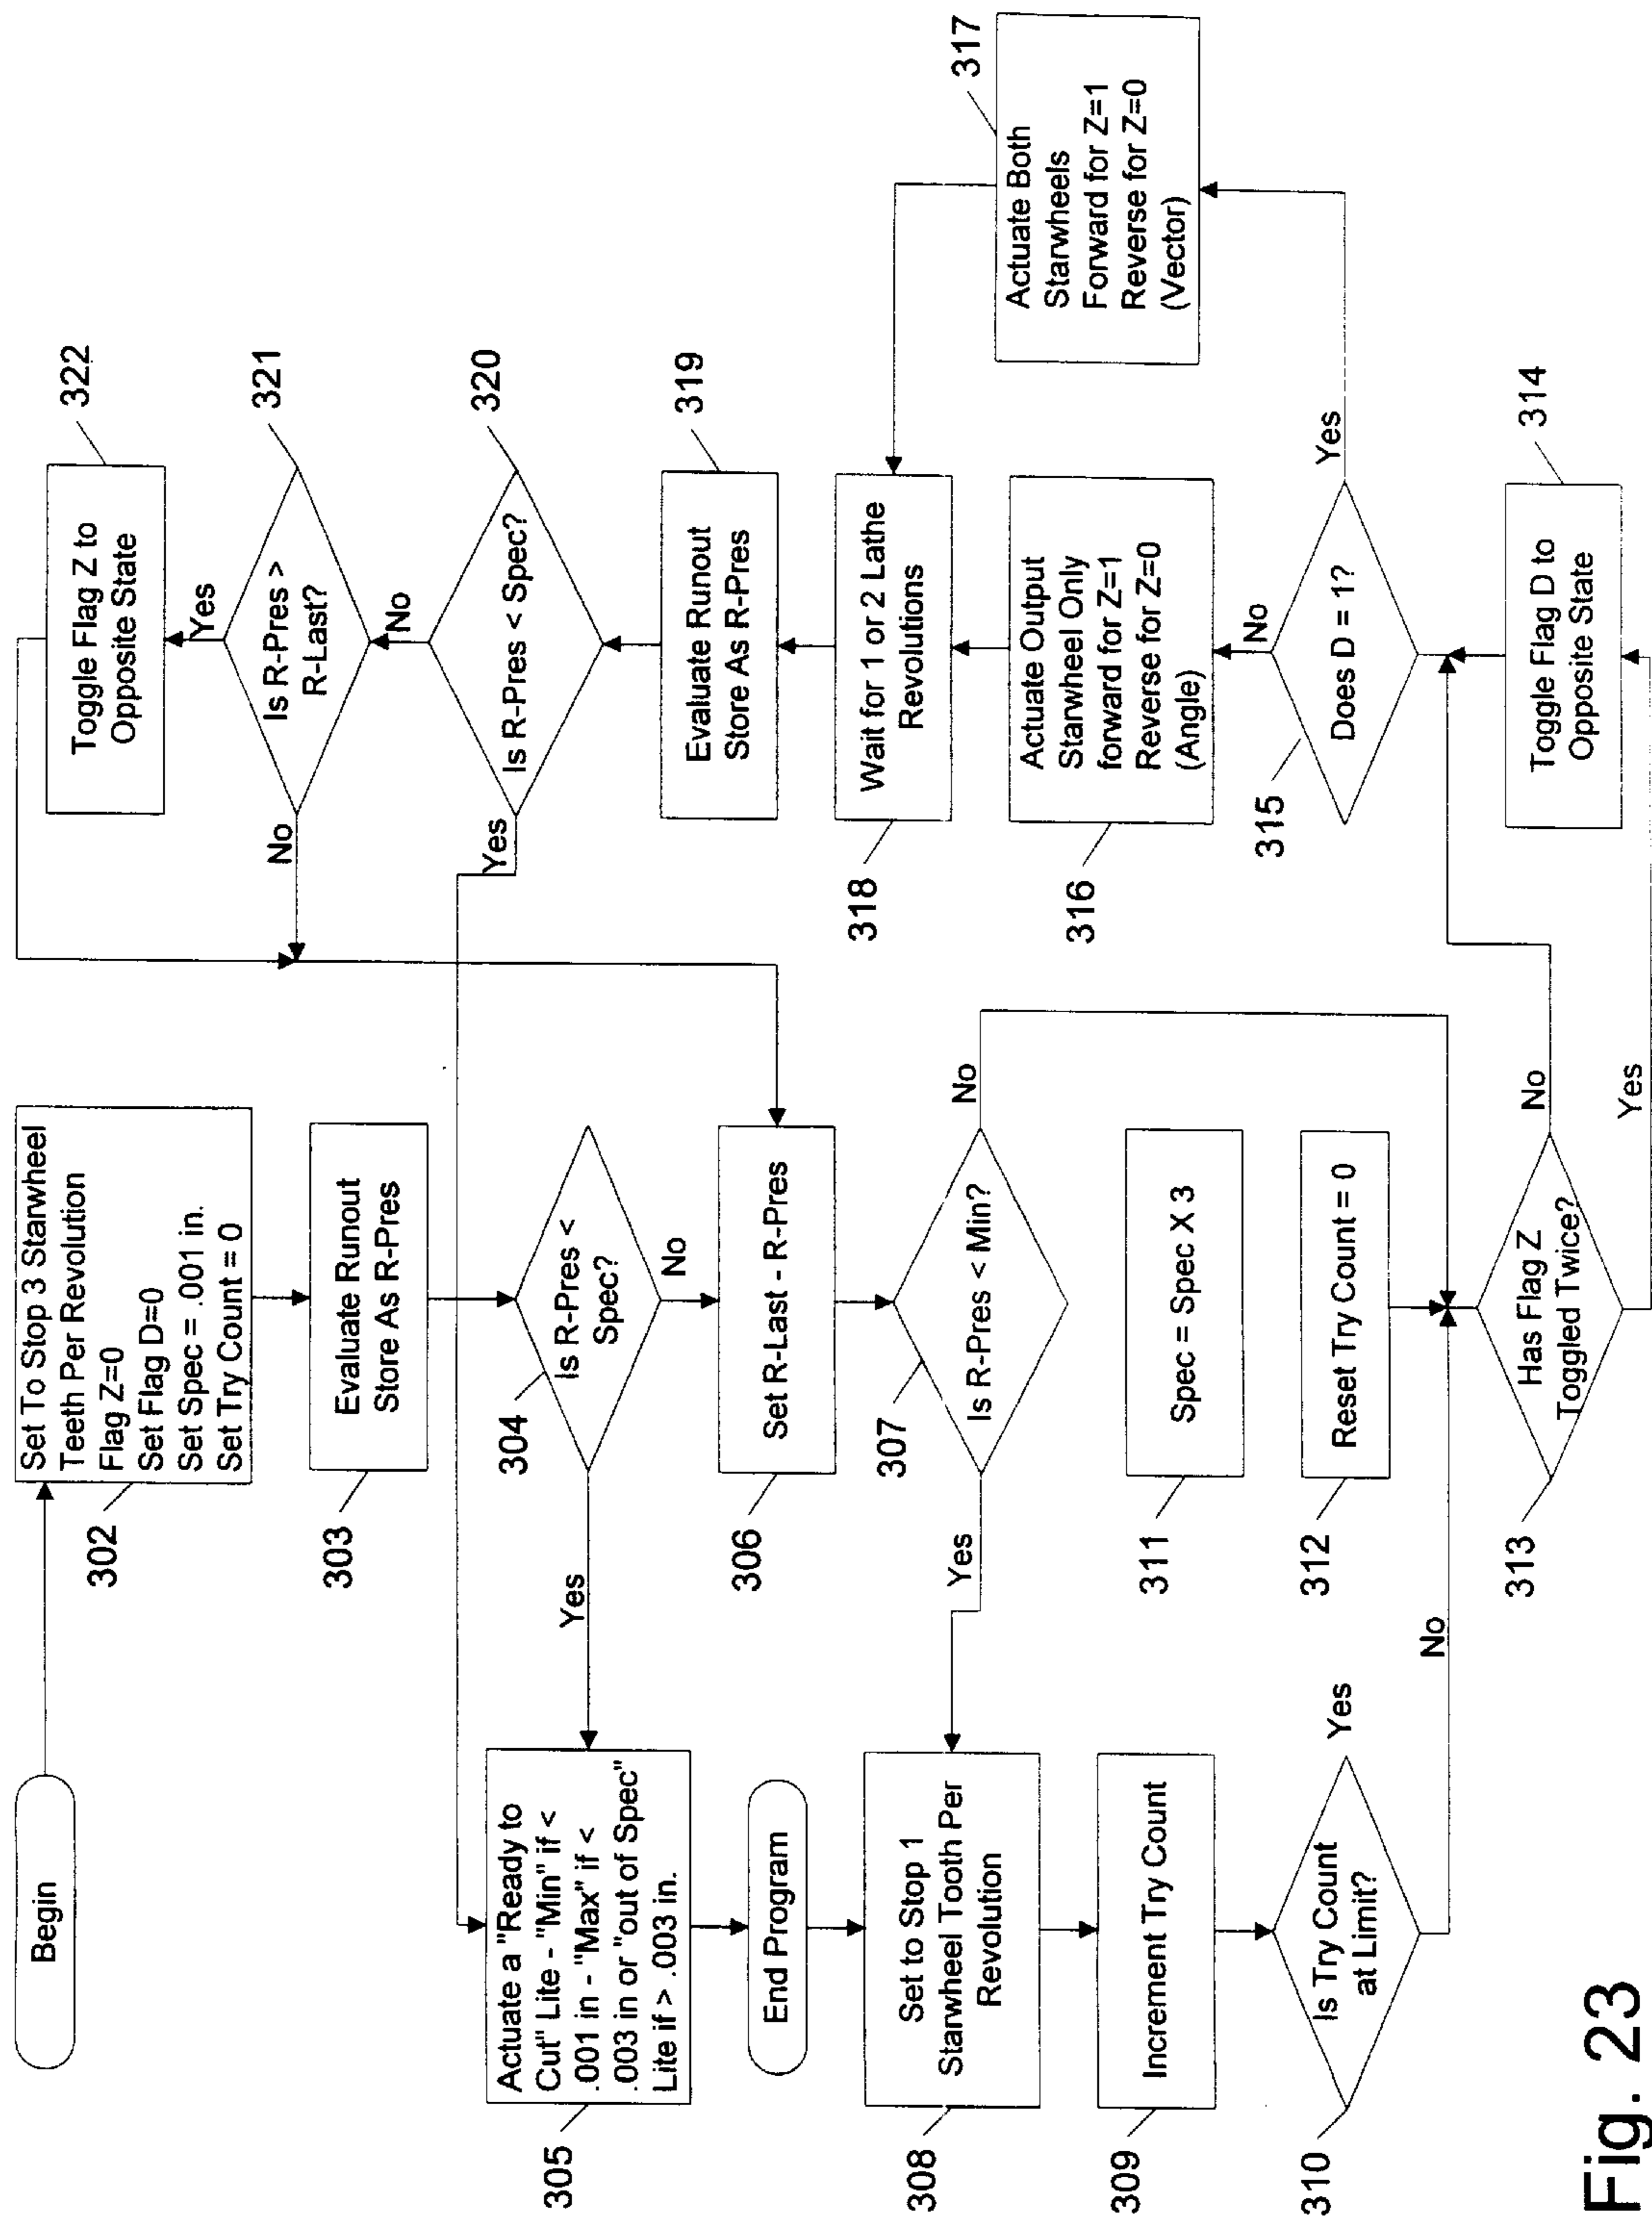 Begin
Set To Stop 3 Starwheel
Teeth Per Revolution
Flag Z=0
Set Flag D=0
Set Spec = .001 in.
Set Try Count = 0
302
Evaluate Runout
Store As R-Pres
303
Is R-Pres <
Spec?
304
Yes
No
Actuate a "Ready to
Cut" Lite - "Min" if <
.001 in - "Max" if <
.003 in or "out of Spec"
Lite if > .003 in.
305
End Program
Set R-Last - R-Pres
306
Is R-Pres < Min?
307
Yes
No
Set to Stop 1
Starwheel Tooth Per
Revolution
308
Increment Try Count
309
Is Try Count
at Limit?
310
Yes
No
Spec = Spec X 3
311
Reset Try Count = 0
312
Has Flag Z
Toggled Twice?
313
No
Yes
Toggle Flag D to
Opposite State
314
Does D = 1?
315
No
Yes
Actuate Output
Starwheel Only
forward for Z=1
Reverse for Z=0
(Angle)
316
Actuate Both
Starwheels
Forward for Z=1
Reverse for Z=0
(Vector)
317
Wait for 1 or 2 Lathe
Revolutions
318
Evaluate Runout
Store As R-Pres
319
Is R-Pres < Spec?
320
Yes
No
Is R-Pres >
R-Last?
321
No
Yes
Toggle Flag Z to
Opposite State
322
Fig. 23